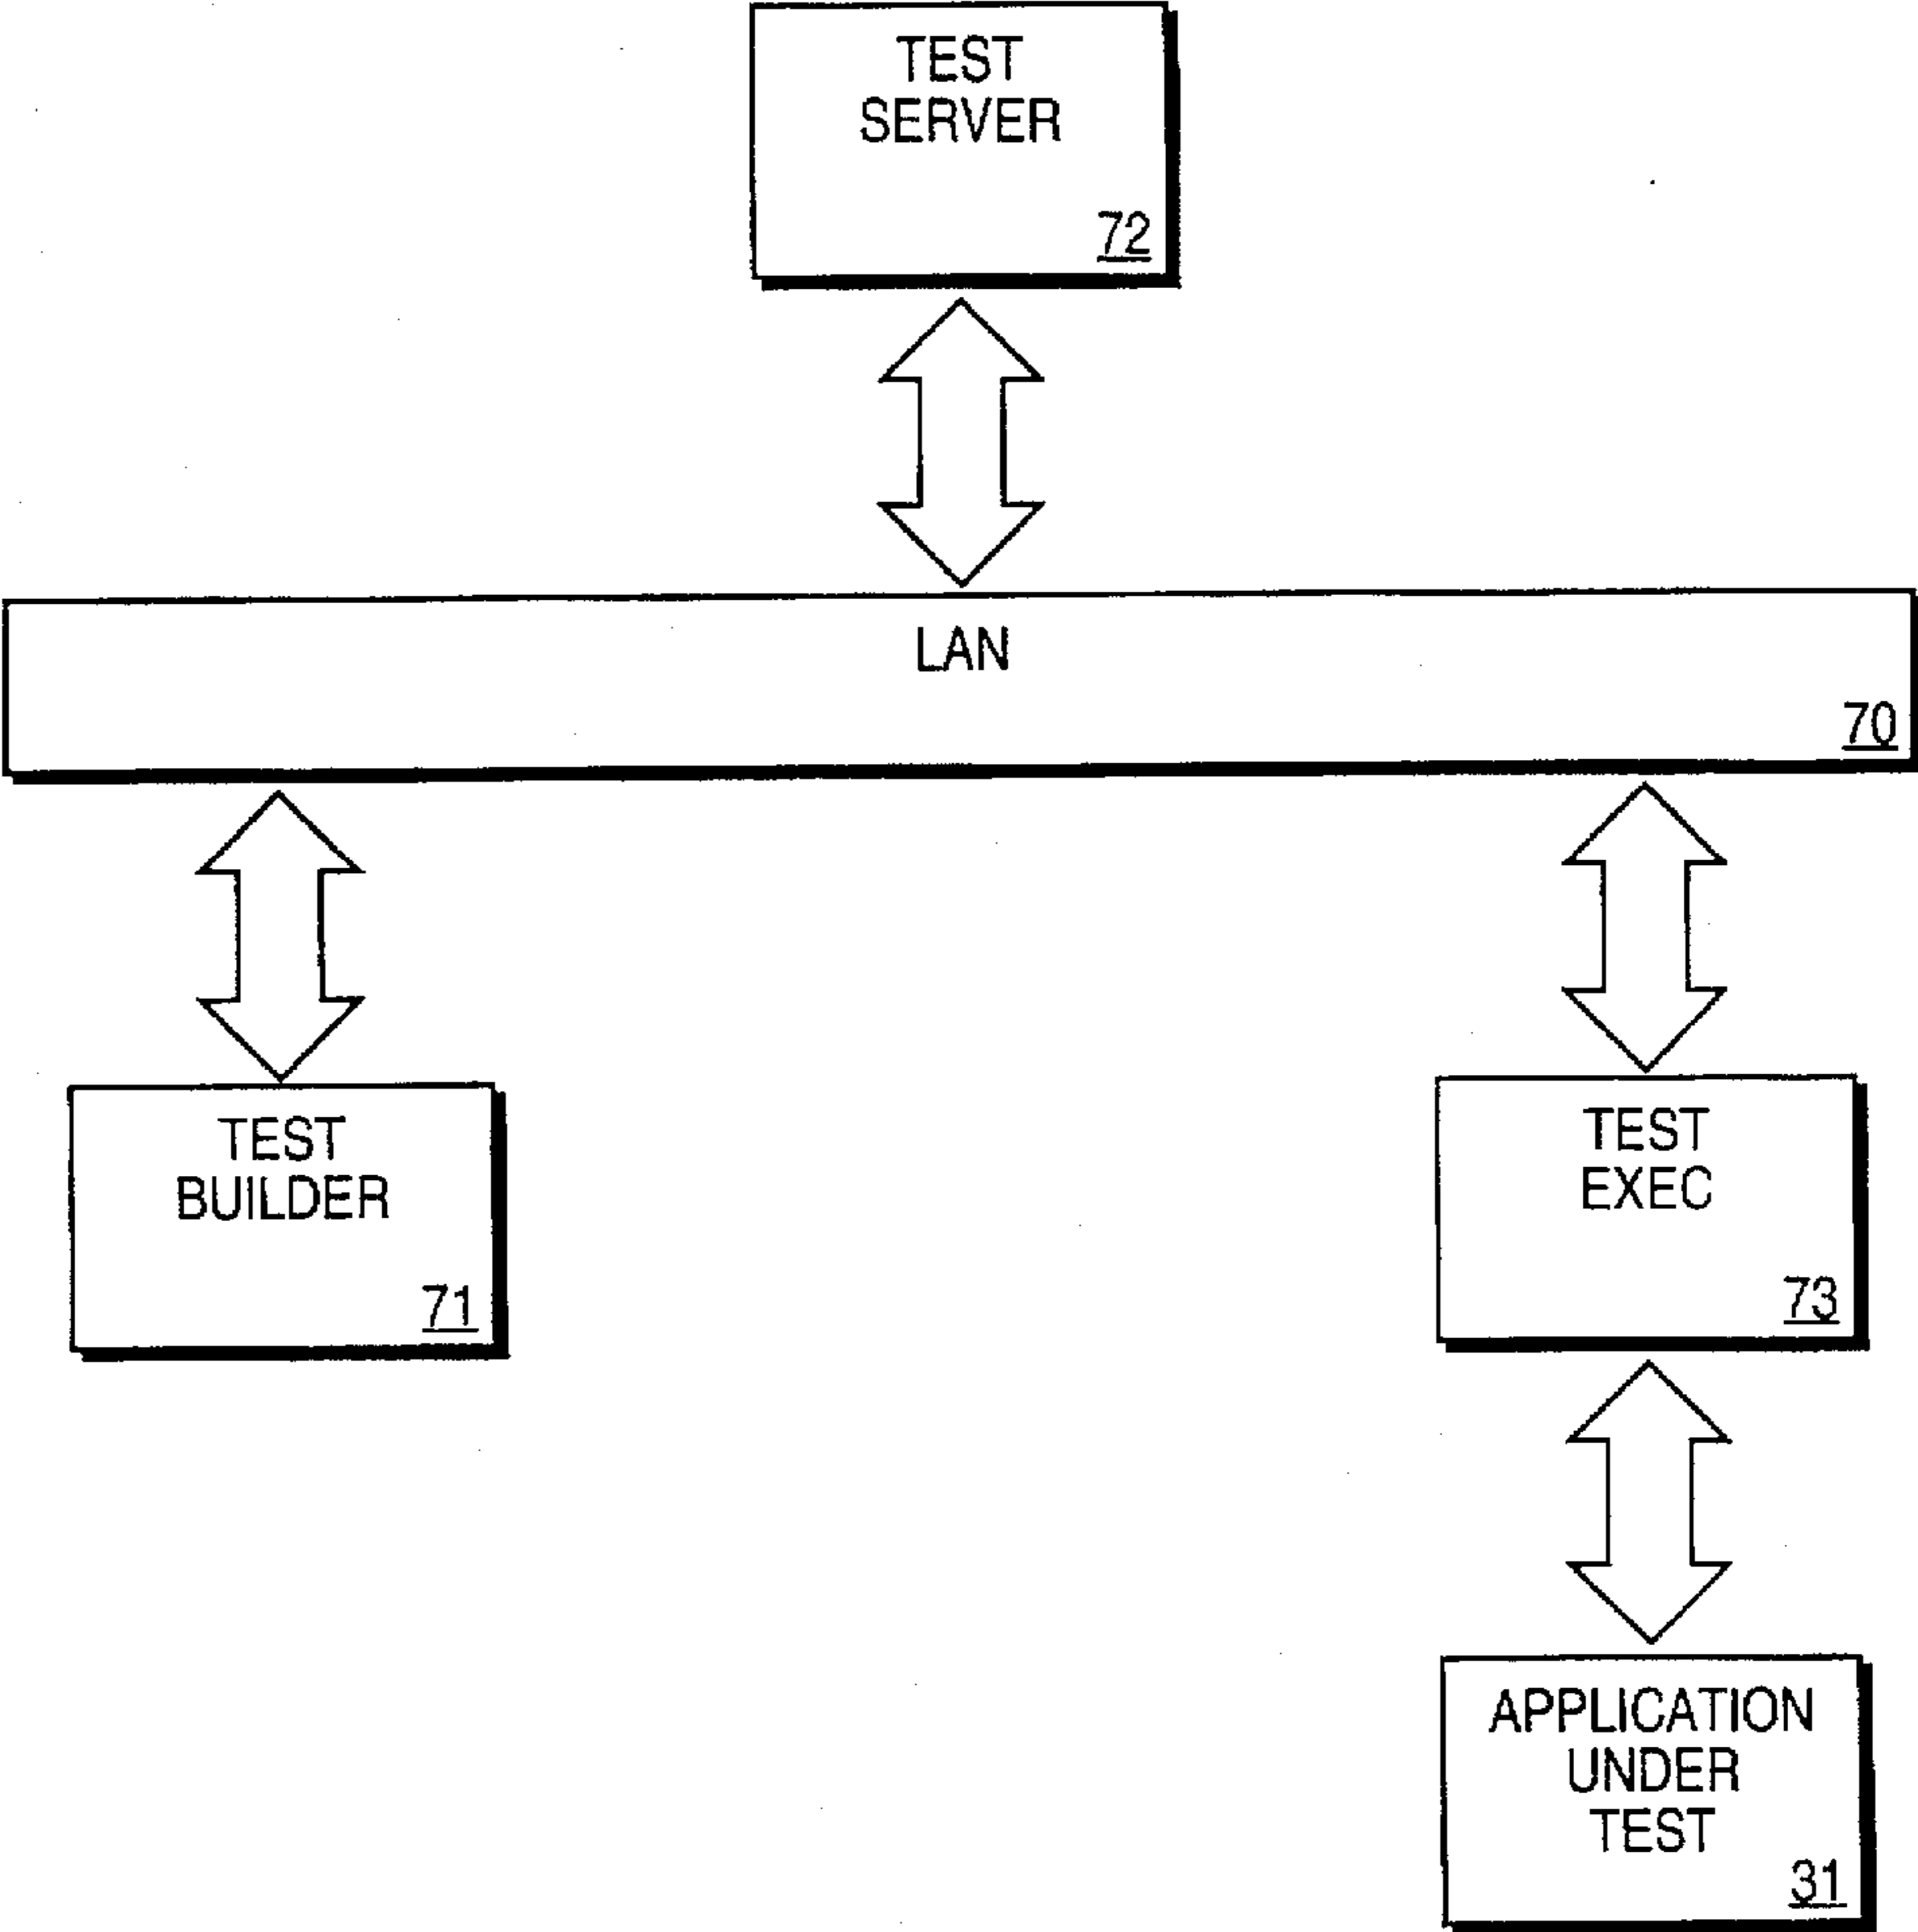 TEST
SERVER
72
LAN
70
TEST
BUILDER
71
TEST
EXEC
73
APPLICATION
UNDER
TEST
31